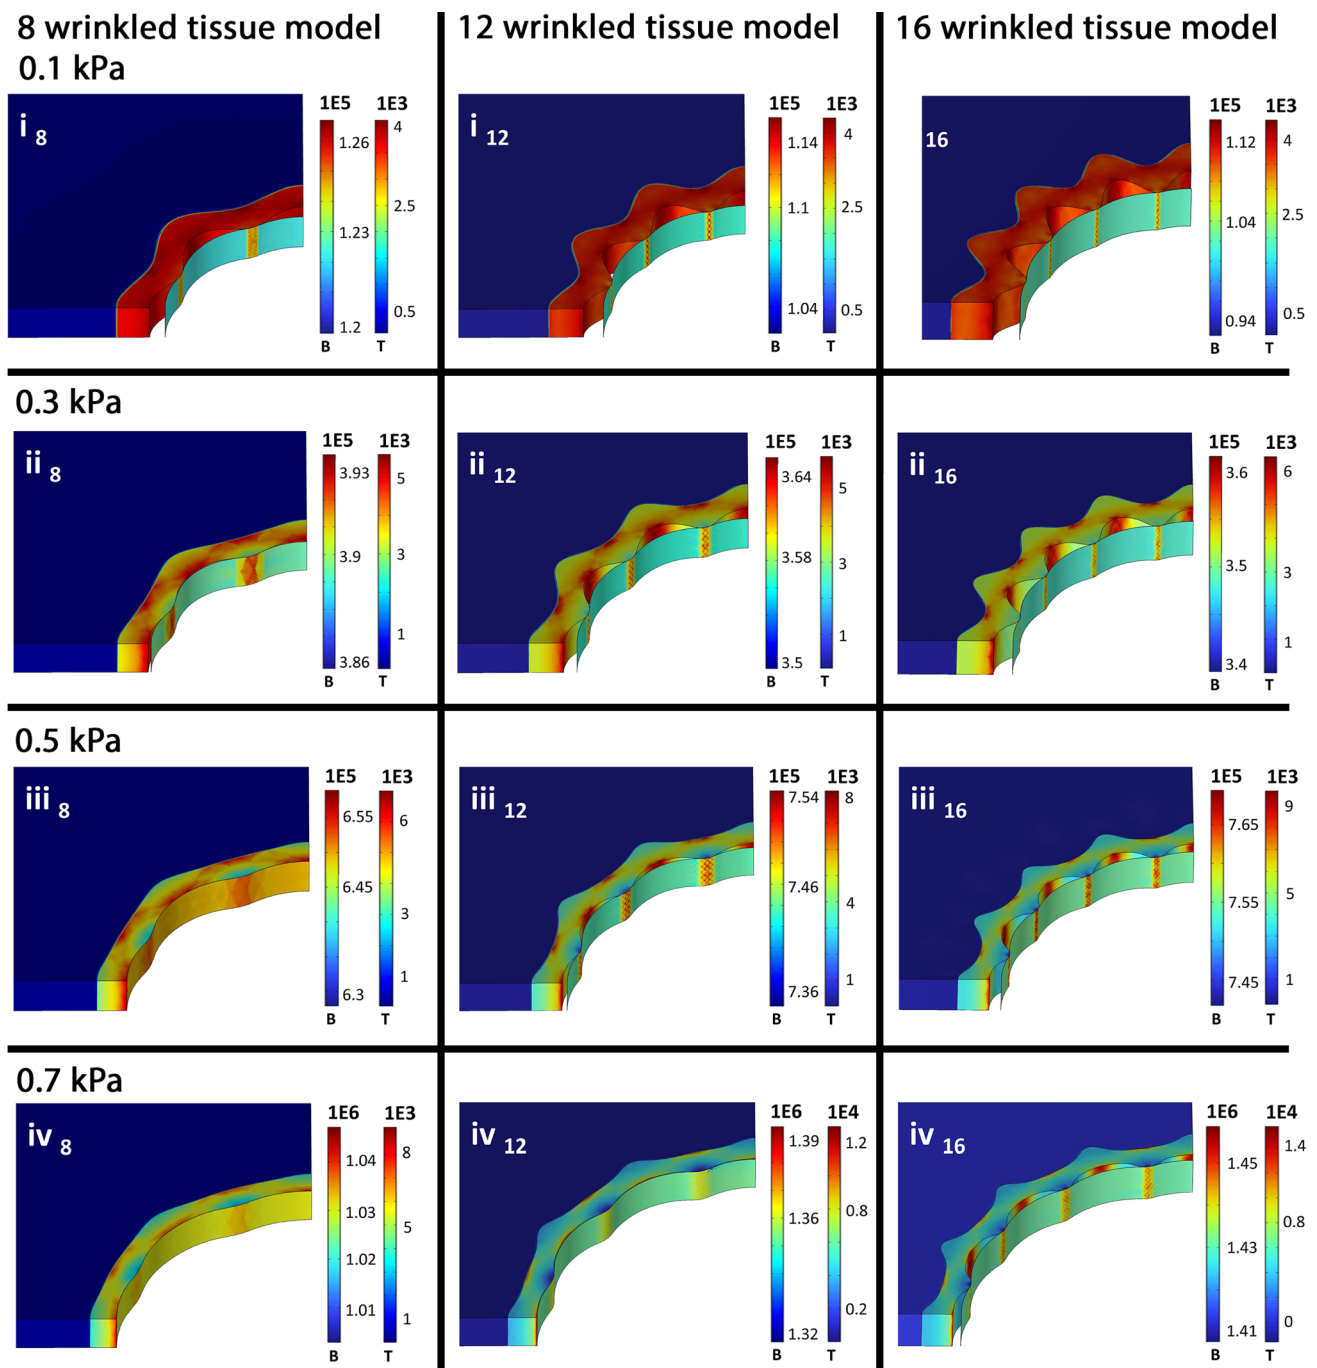 8 wrinkled tissue model
12 wrinkled tissue model
16 wrinkled tissue model
0.1 kPa
i 8
1E5 1E3
1.26
1.23
1.2
4
2.5
0.5
B T
i 12
1E5 1E3
1.14
1.1
1.04
4
2.5
0.5
B T
16
1E5 1E3
1.12
1.04
0.94
4
2.5
0.5
B T
0.3 kPa
ii 8
1E5 1E3
3.93
3.9
3.86
5
3
1
B T
ii 12
1E5 1E3
3.64
3.58
3.5
5
3
1
B T
ii 16
1E5 1E3
3.6
3.5
3.4
6
3
1
B T
0.5 kPa
iii 8
1E5 1E3
6.55
6.45
6.3
6
3
1
B T
iii 12
1E5 1E3
7.54
7.46
7.36
8
4
1
B T
iii 16
1E5 1E3
7.65
7.55
7.45
9
5
1
B T
0.7 kPa
iv 8
1E6 1E3
1.04
1.03
1.02
1.01
8
5
1
B T
iv 12
1E6 1E4
1.39
1.36
1.32
1.2
0.8
0.2
B T
iv 16
1E6 1E4
1.45
1.43
1.41
1.4
0.8
0
B T